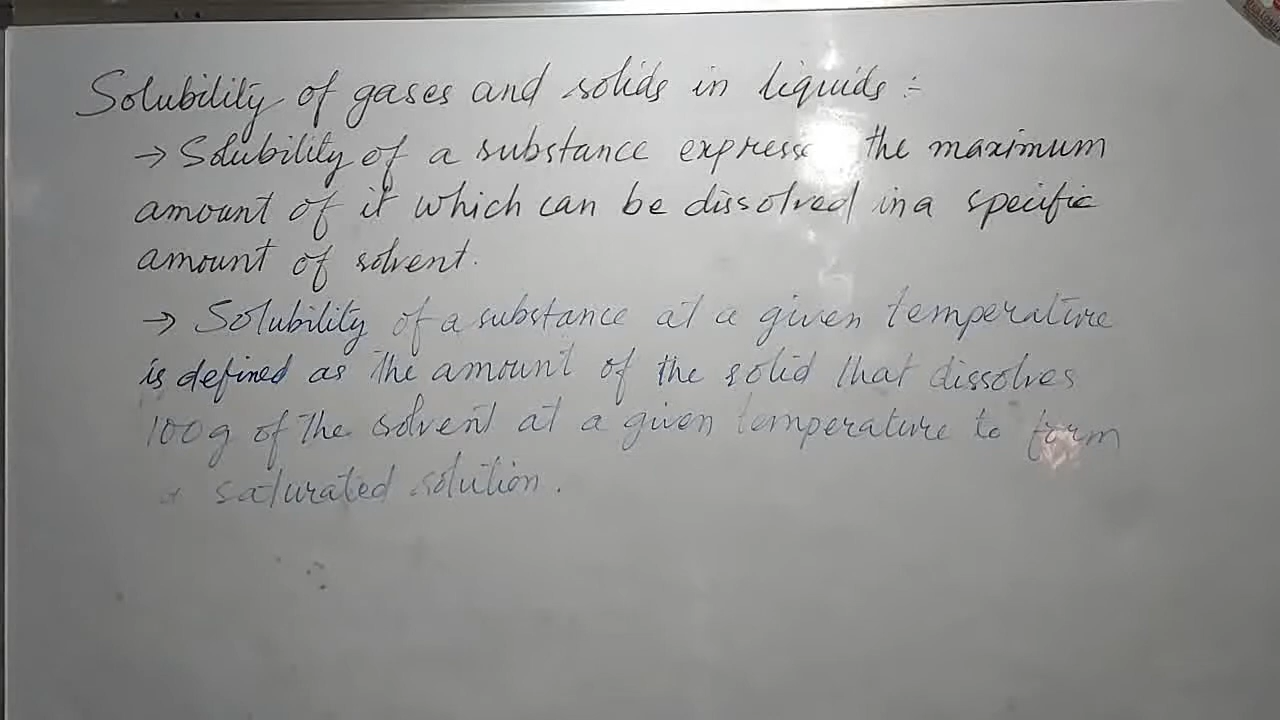 Solubility of gases and solids in liquids :-
→ Solubility of a substance express the maximum
amount of it which can be dissolved in a specific
amount of solvent.
→ Solubility of a substance at a given temperature
is defined as the amount of the solid that dissolves
100g of the solvent at a given temperature to form
a saturated solution.